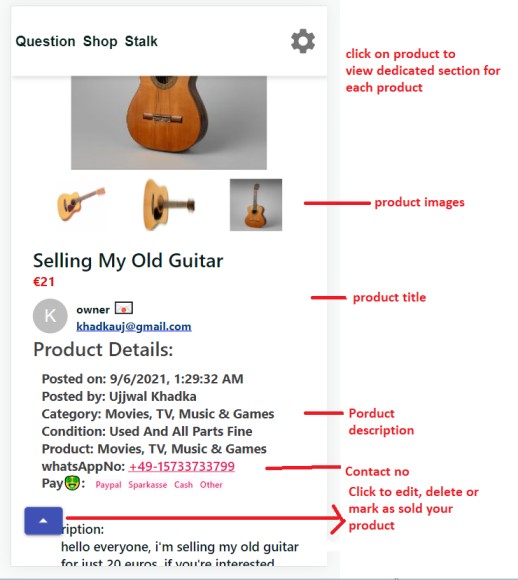 Question Shop Stalk
click on product to
view dedicated section for
each product
product images
Selling My Old Guitar
€21
product title
K
owner
khadkauj@gmail.com
Product Details:
Posted on: 9/6/2021, 1:29:32 AM
Posted by: Ujjwal Khadka
Category: Movies, TV, Music & Games
Porduct
description
Condition: Used And All Parts Fine
Product: Movies, TV, Music & Games
whatsAppNo: +49-15733733799
Contact no
Pay🤑: Paypal Sparkasse Cash Other
Click to edit, delete or
mark as sold your
product
ription:
hello everyone, i'm selling my old guitar
for just 20 euros, if you're interested